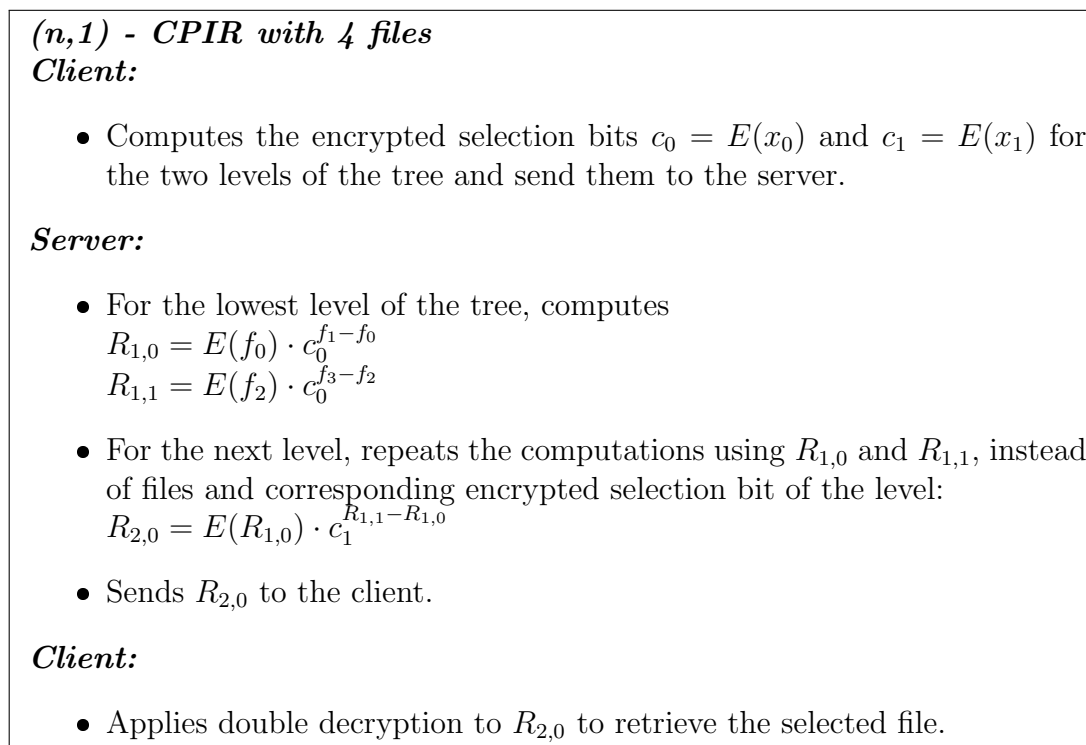 (n,1) - CPIR with 4 files
Client:
• Computes the encrypted selection bits $c_0 = E(x_0)$ and $c_1 = E(x_1)$ for
the two levels of the tree and send them to the server.
Server:
• For the lowest level of the tree, computes
$R_{1,0} = E(f_0) \cdot c_0^{f_1-f_0}$
$R_{1,1} = E(f_2) \cdot c_0^{f_3-f_2}$
• For the next level, repeats the computations using $R_{1,0}$ and $R_{1,1}$, instead
of files and corresponding encrypted selection bit of the level:
$R_{2,0} = E(R_{1,0}) \cdot c_1^{R_{1,1}-R_{1,0}}$
• Sends $R_{2,0}$ to the client.
Client:
• Applies double decryption to $R_{2,0}$ to retrieve the selected file.